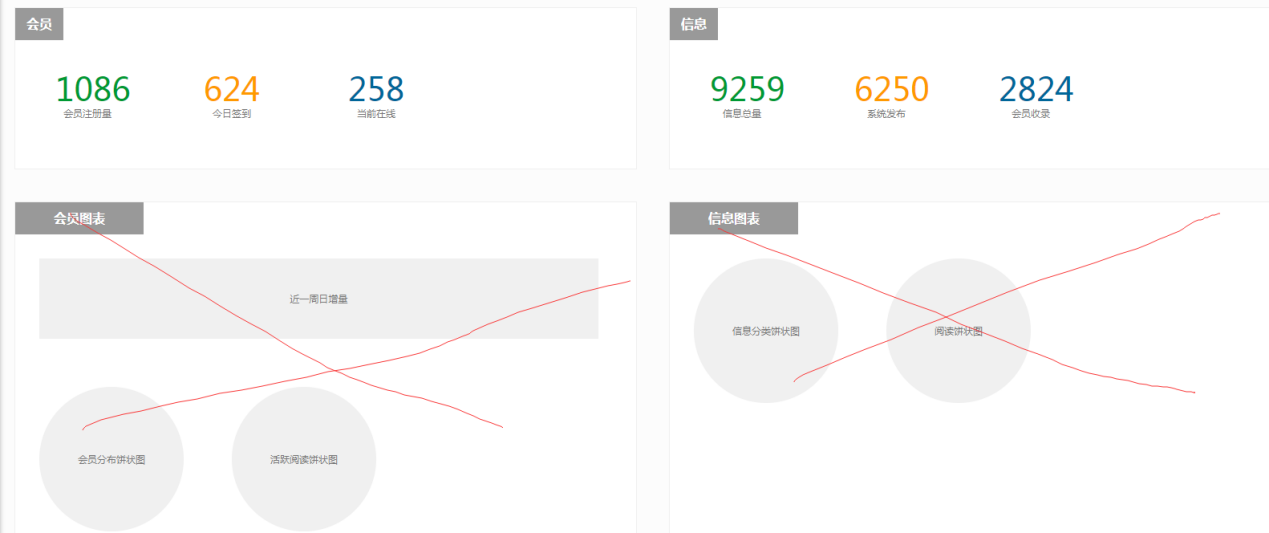 会员
信息
1086
624
258
9259
6250
2824
会员注册量
今日签到
当前在线
信息总量
系统发布
会员收录
会员图表
信息图表
近一周日增量
信息分类饼状图
阅读饼状图
会员分布饼状图
活跃阅读饼状图